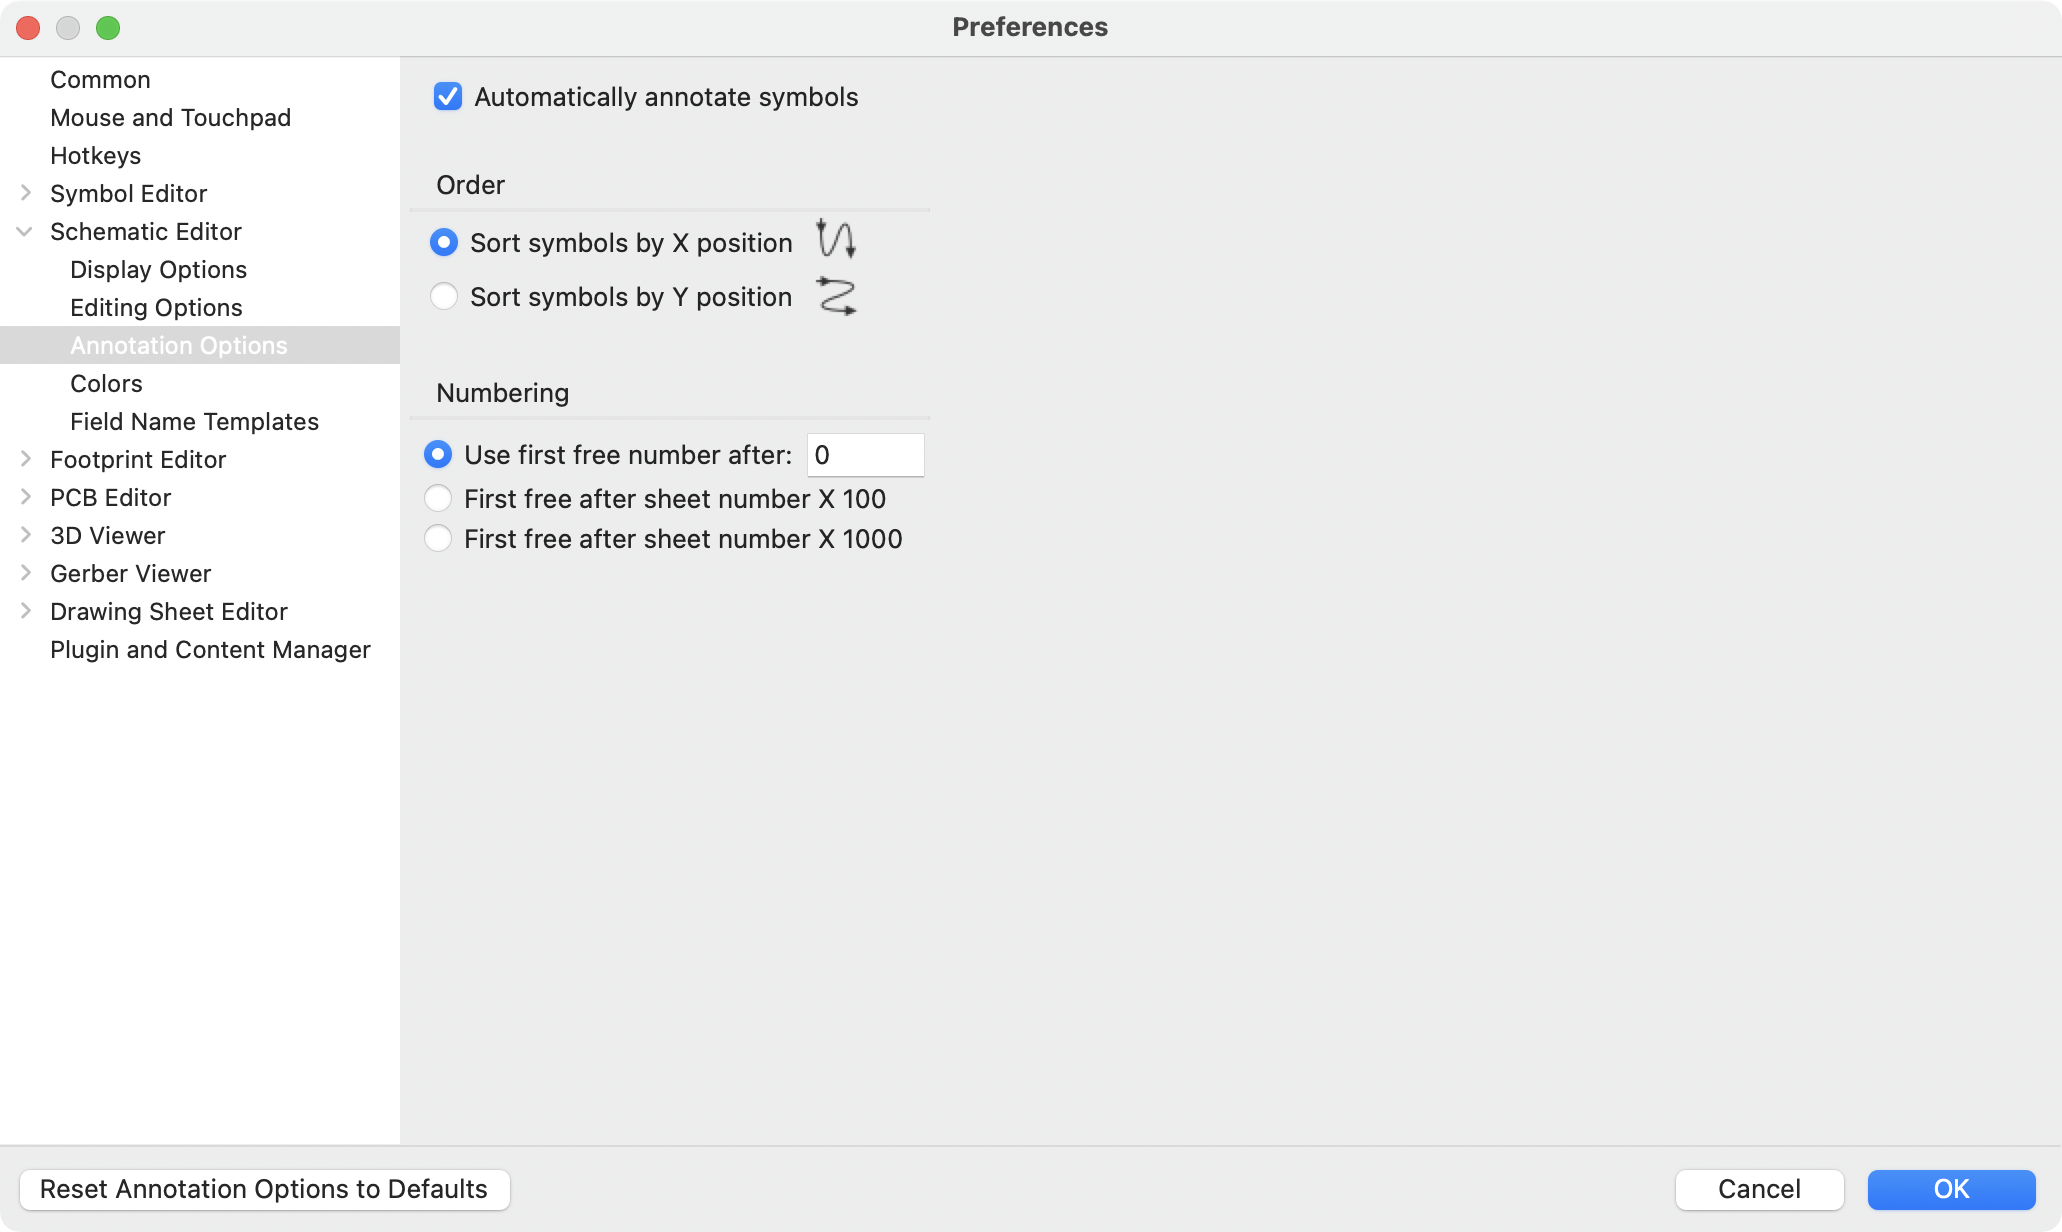 Preferences
Common
Mouse and Touchpad
Hotkeys
Symbol Editor
Schematic Editor
Display Options
Editing Options
Annotation Options
Colors
Field Name Templates
Footprint Editor
PCB Editor
3D Viewer
Gerber Viewer
Drawing Sheet Editor
Plugin and Content Manager
Automatically annotate symbols
Order
Sort symbols by X position
Sort symbols by Y position
Numbering
Use first free number after: 0
First free after sheet number X 100
First free after sheet number X 1000
Reset Annotation Options to Defaults
Cancel
OK